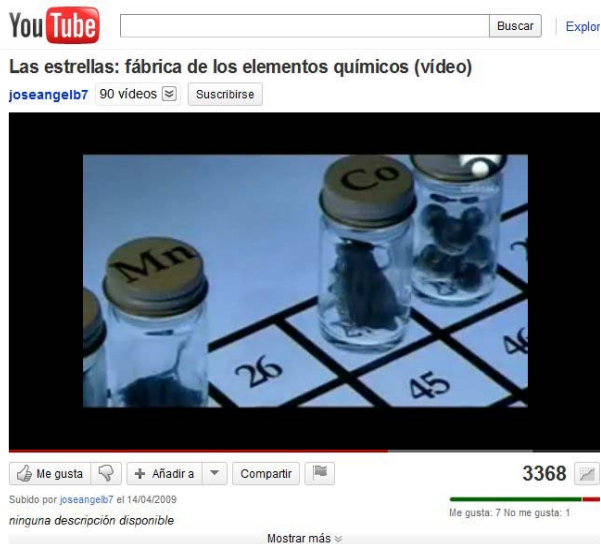 You Tube
Buscar
Explor
Las estrellas: fábrica de los elementos químicos (vídeo)
joseangelb7 90 vídeos Suscribirse
Co
Mn
26
45
46
Me gusta Añadir a Compartir 3368
Subido por joseangelb7 el 14/04/2009
Me gusta: 7 No me gusta: 1
ninguna descripción disponible
Mostrar más